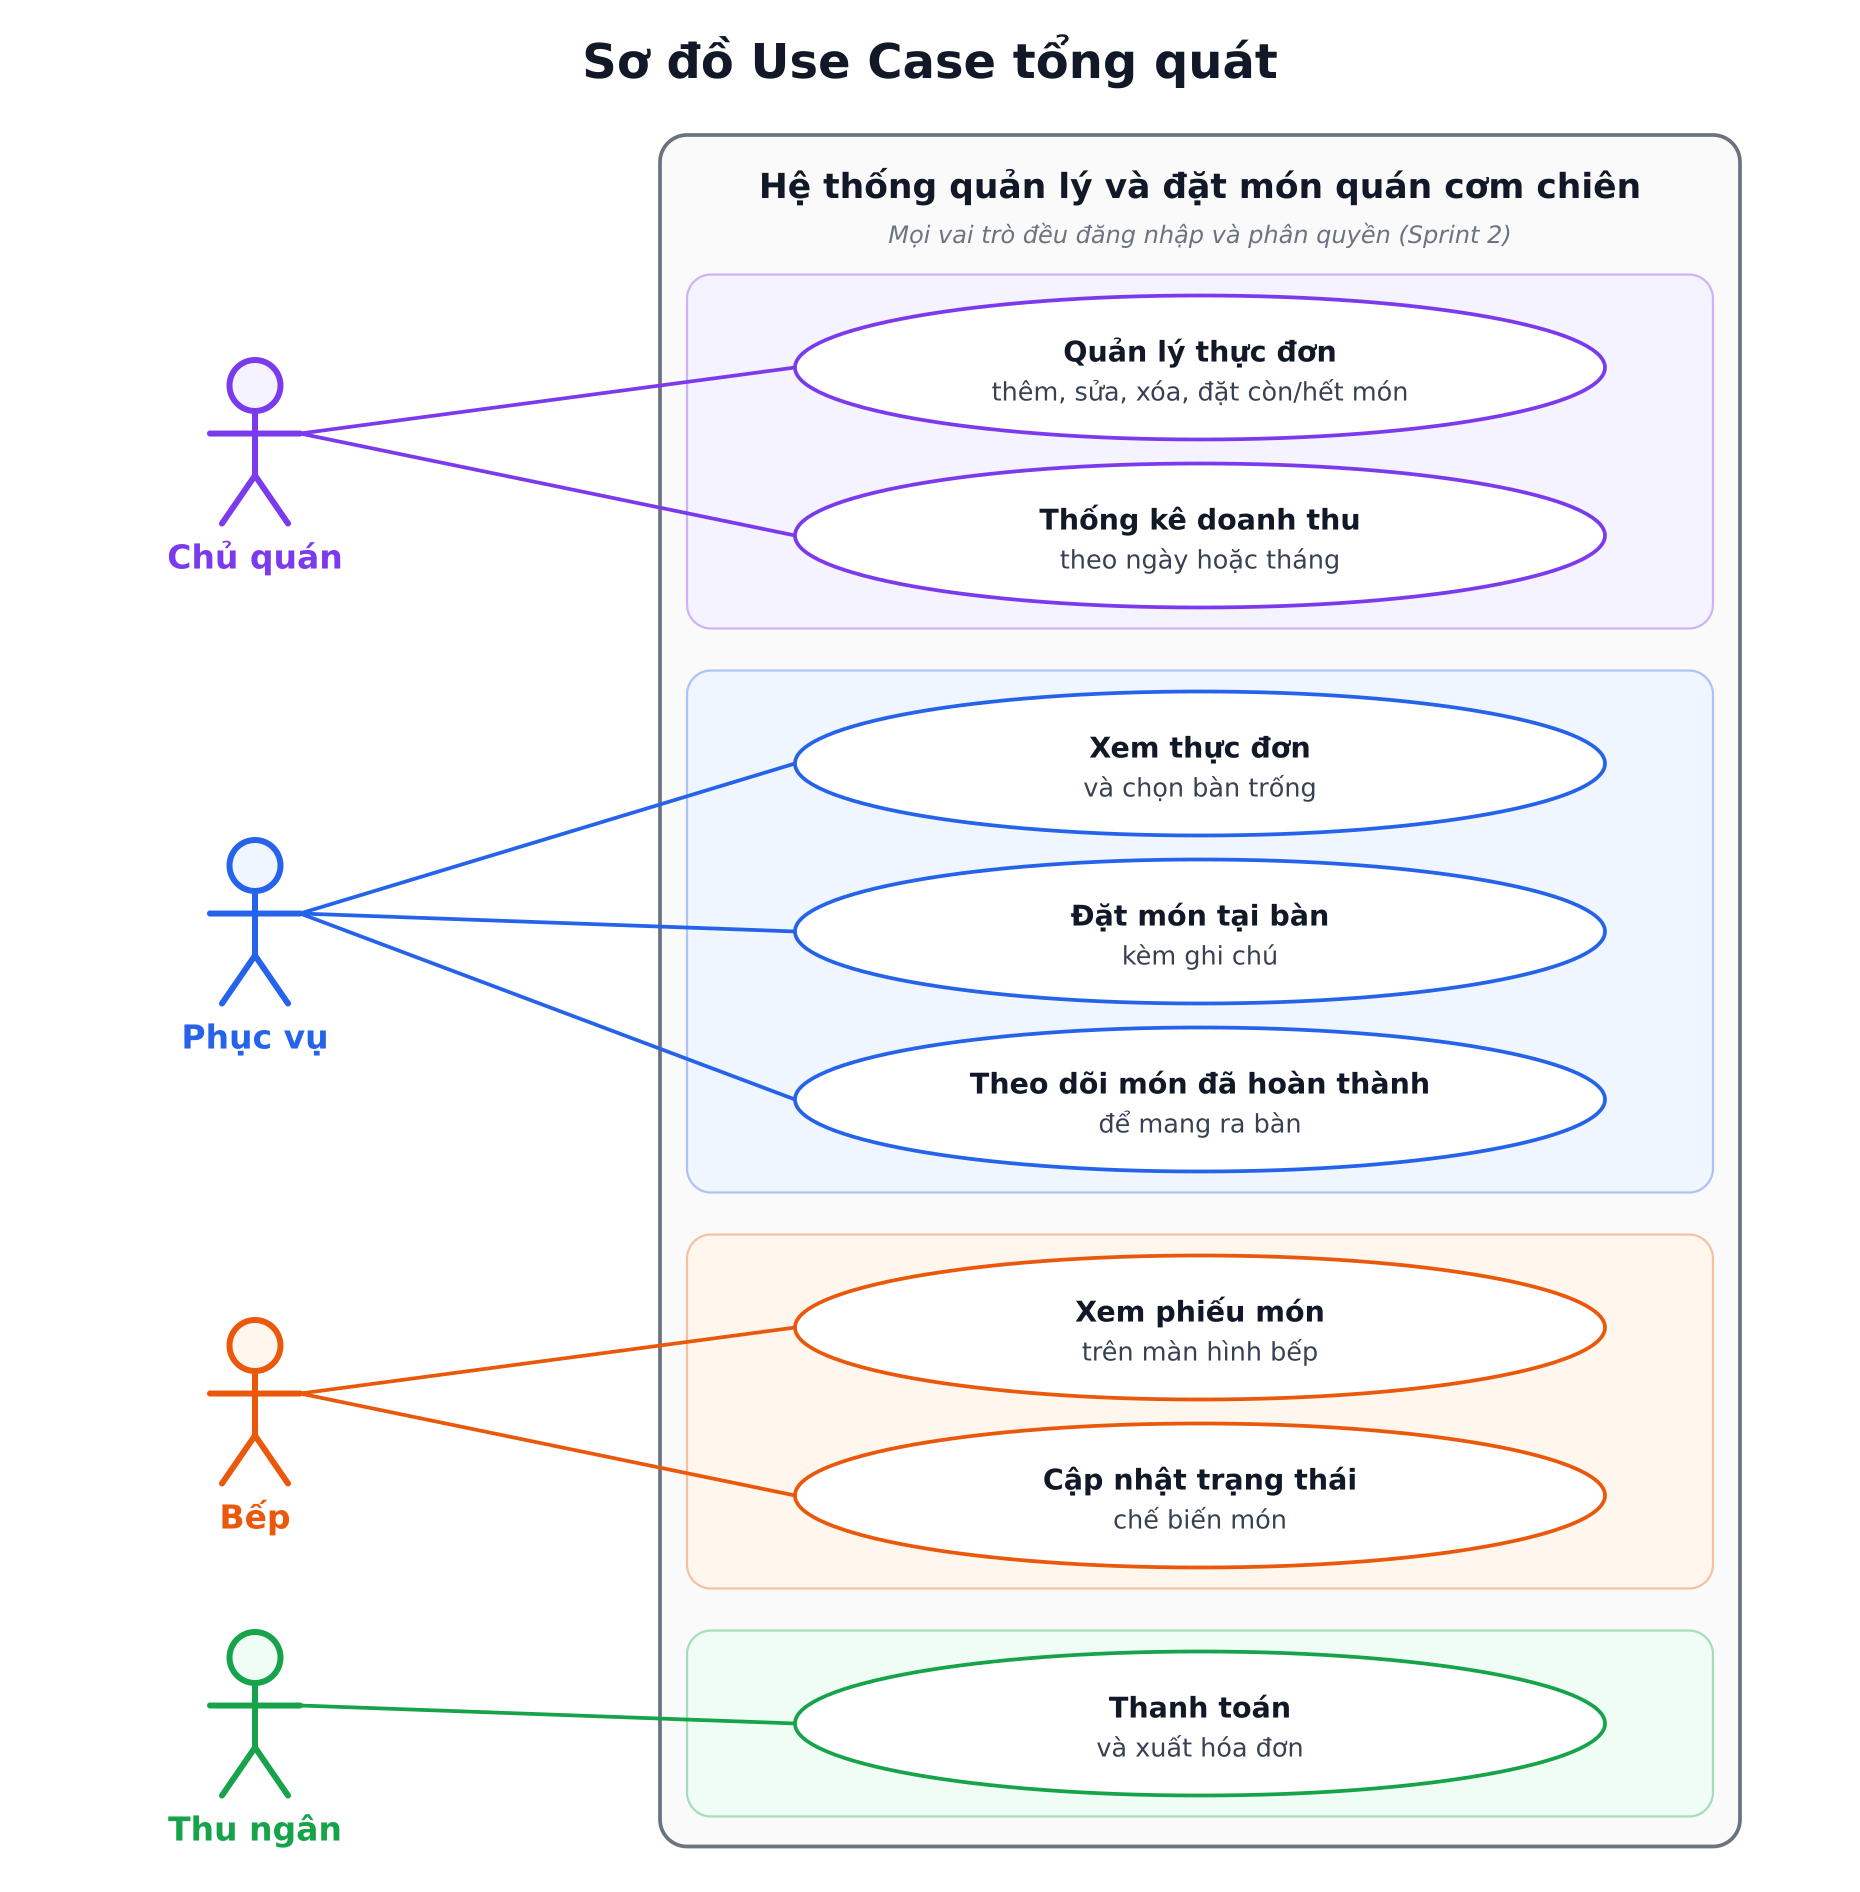 Sơ đồ Use Case tổng quát
Hệ thống quản lý và đặt món quán cơm chiên
Mọi vai trò đều đăng nhập và phân quyền (Sprint 2)
Quản lý thực đơn
thêm, sửa, xóa, đặt còn/hết món
Thống kê doanh thu
theo ngày hoặc tháng
Chủ quán
Xem thực đơn
và chọn bàn trống
Đặt món tại bàn
kèm ghi chú
Phục vụ
Theo dõi món đã hoàn thành
để mang ra bàn
Xem phiếu món
trên màn hình bếp
Cập nhật trạng thái
chế biến món
Bếp
Thanh toán
và xuất hóa đơn
Thu ngân